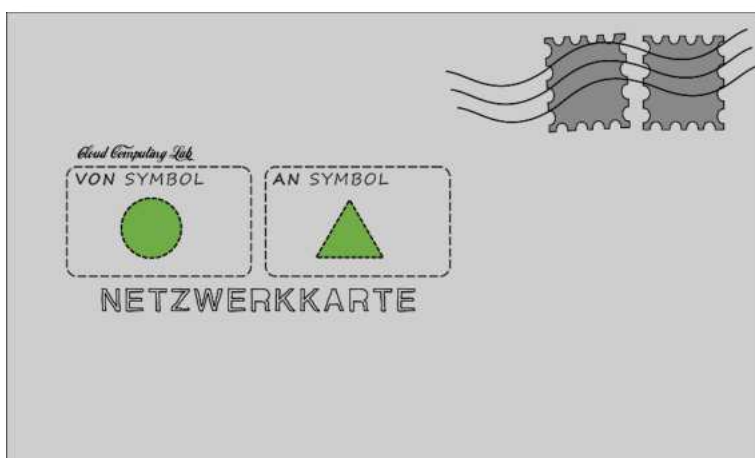 Cloud Computing Lab
VON SYMBOL
AN SYMBOL
NETZWERKKARTE